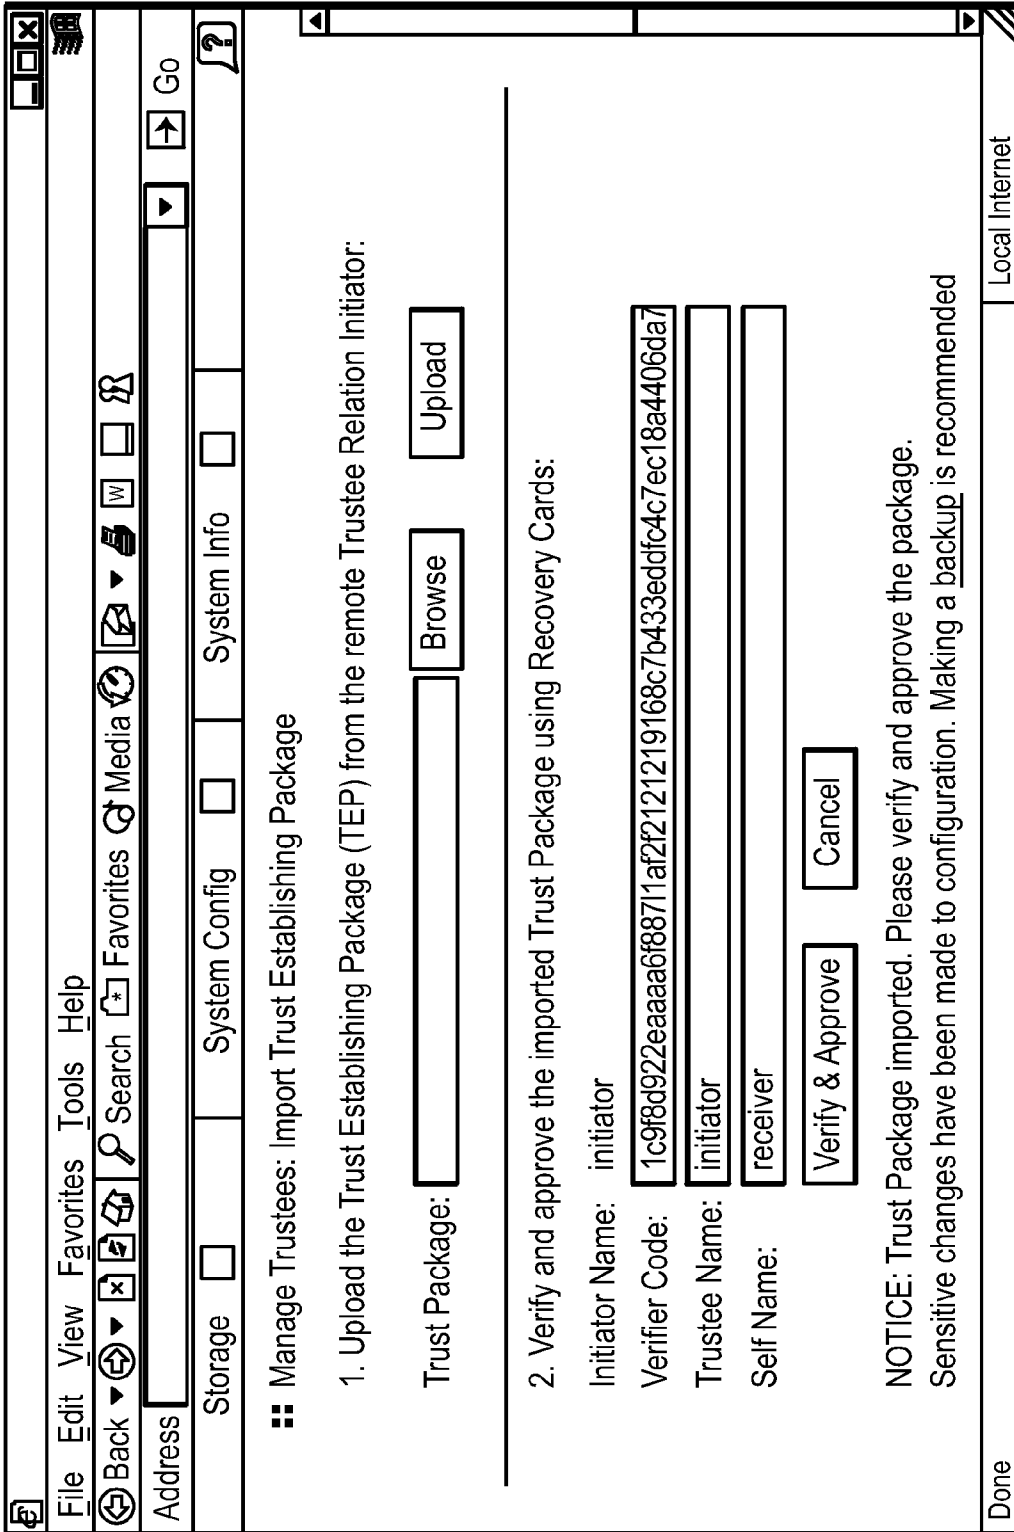 File Edit View Favorites Tools Help
Back Search Favorites Media W
Address Go
Storage System Config System Info ?
Manage Trustees: Import Trust Establishing Package
1. Upload the Trust Establishing Package (TEP) from the remote Trustee Relation Initiator:
Trust Package: Browse Upload
2. Verify and approve the imported Trust Package using Recovery Cards:
Initiator Name: initiator
Verifier Code: 1c9f8d922eaaaa6f887l1af2f2121219168c7b433eddfc4c7ec18a4406da7
Trustee Name: initiator
Self Name: receiver
Verify & Approve Cancel
NOTICE: Trust Package imported. Please verify and approve the package.
Sensitive changes have been made to configuration. Making a backup is recommended
Done Local Internet